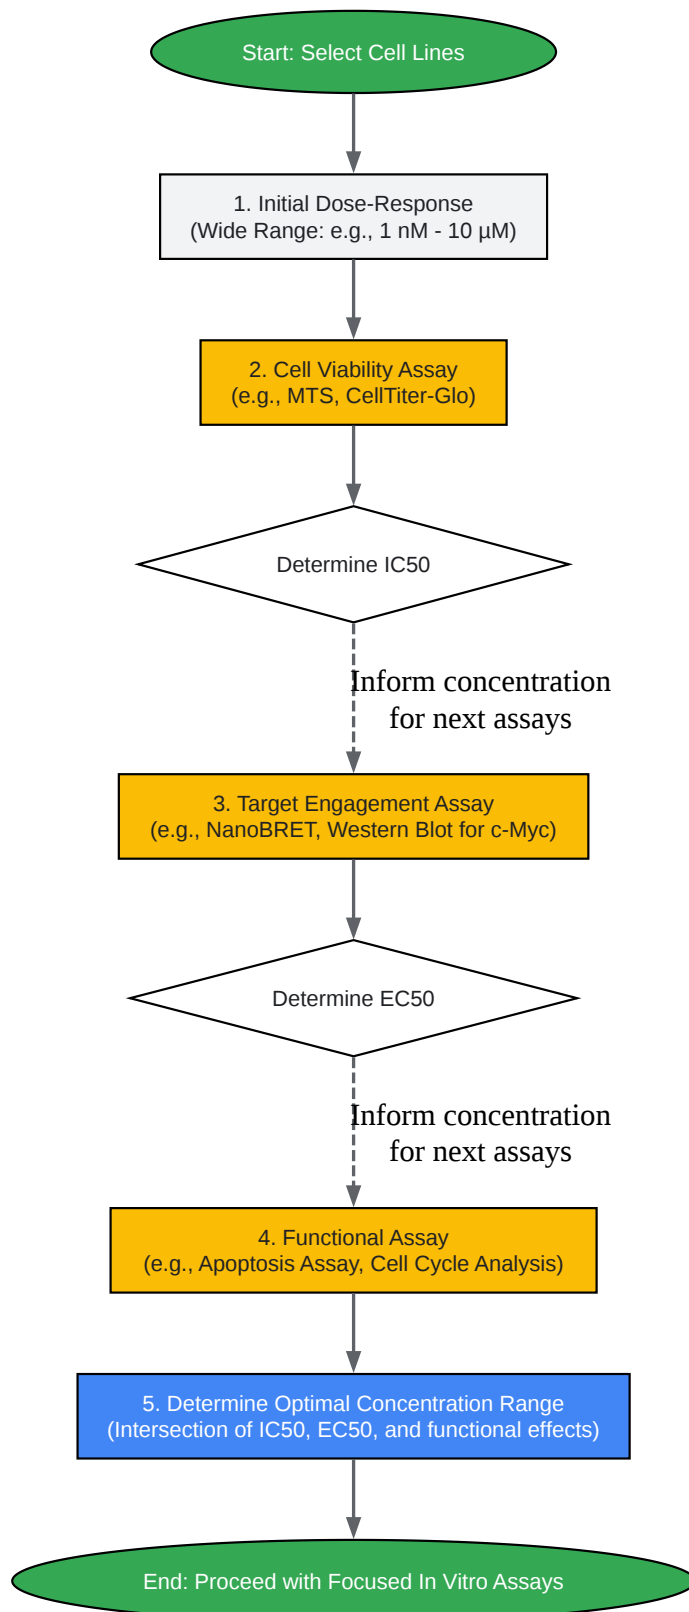 Start: Select Cell Lines
1. Initial Dose-Response
(Wide Range: e.g., 1 nM - 10 µM)
2. Cell Viability Assay
(e.g., MTS, CellTiter-Glo)
Determine IC50
Inform concentration
for next assays
3. Target Engagement Assay
(e.g., NanoBRET, Western Blot for c-Myc)
Determine EC50
Inform concentration
for next assays
4. Functional Assay
(e.g., Apoptosis Assay, Cell Cycle Analysis)
5. Determine Optimal Concentration Range
(Intersection of IC50, EC50, and functional effects)
End: Proceed with Focused In Vitro Assays